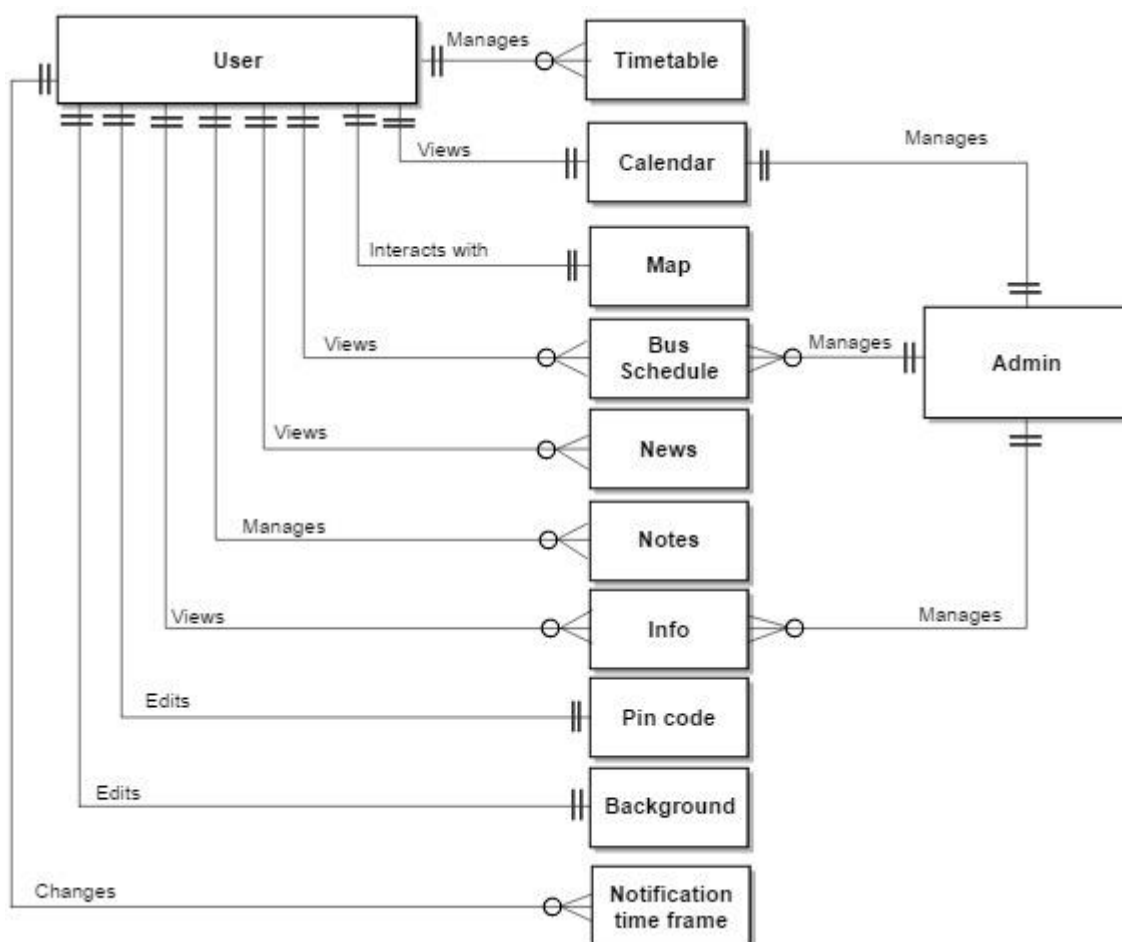 User
Manages
Timetable
Views
Calendar
Manages
Interacts with
Map
Views
Bus
Schedule
Manages
Admin
Views
News
Manages
Notes
Views
Info
Manages
Edits
Pin code
Edits
Background
Changes
Notification
time frame